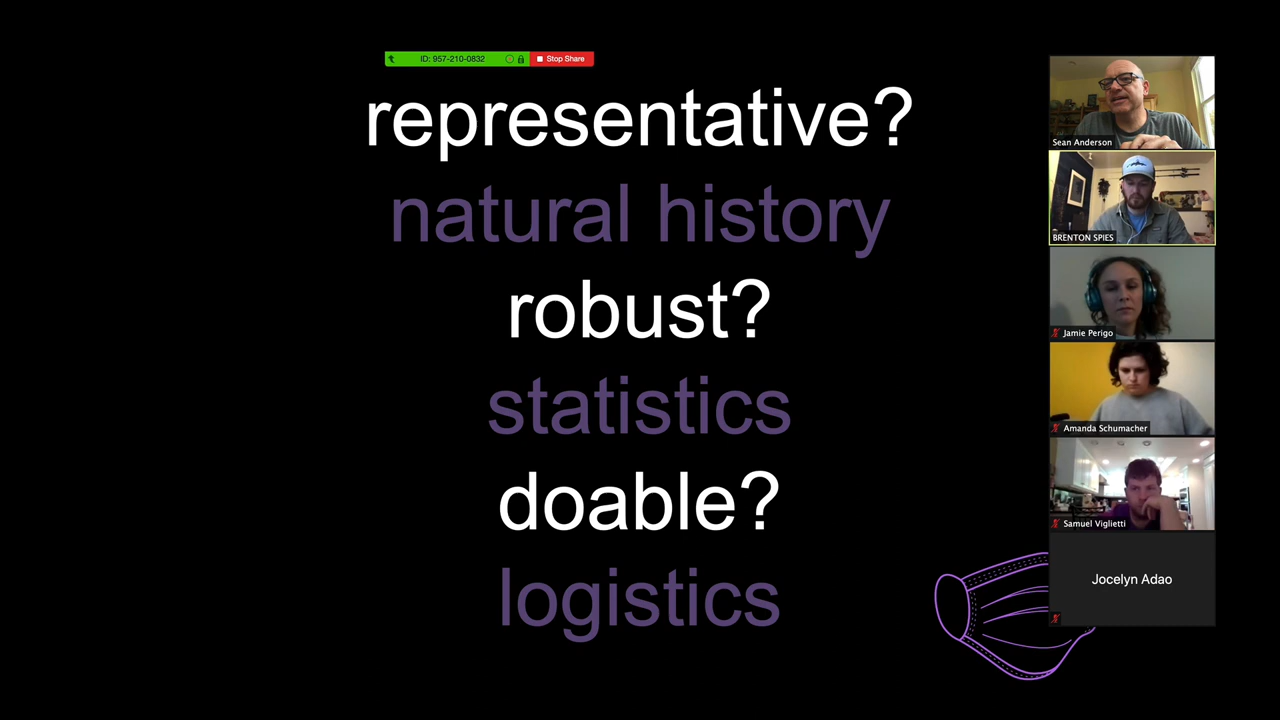 ID: 957-210-0832
Stop Share
representative?
natural history
robust?
statistics
doable?
logistics
Sean Anderson
BRENTON SPIES
Jamie Perigo
Amanda Schumacher
Samuel Viglietti
Jocelyn Adao